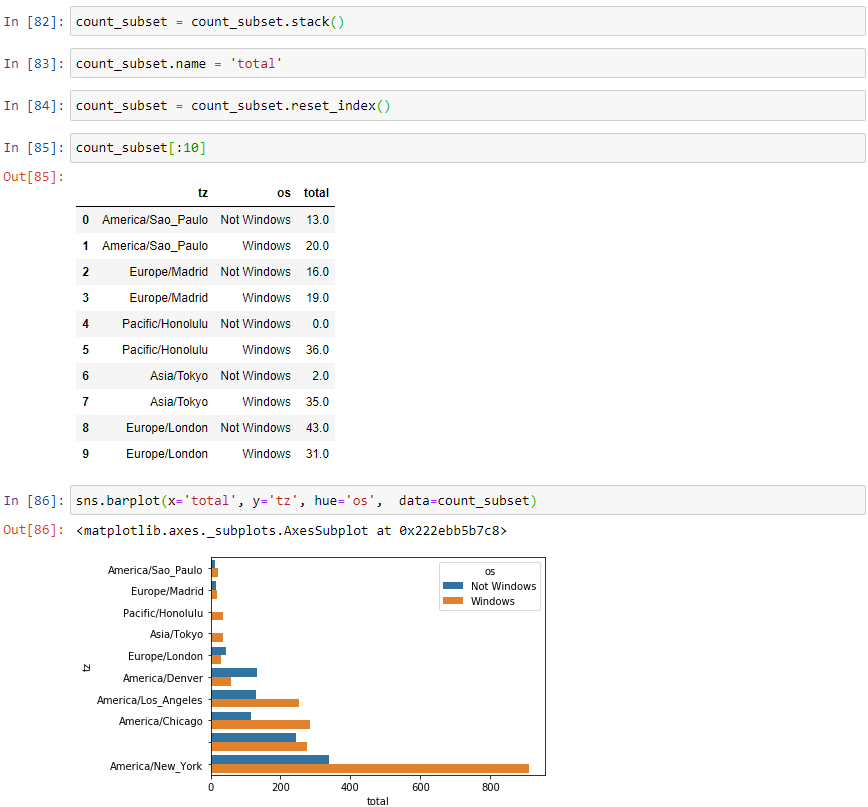 In [82]: count_subset = count_subset.stack()
In [83]: count_subset.name = 'total'
In [84]: count_subset = count_subset.reset_index()
In [85]: count_subset[:10]
Out[85]:
tz os total
0 America/Sao_Paulo Not Windows 13.0
1 America/Sao_Paulo Windows 20.0
2 Europe/Madrid Not Windows 16.0
3 Europe/Madrid Windows 19.0
4 Pacific/Honolulu Not Windows 0.0
5 Pacific/Honolulu Windows 36.0
6 Asia/Tokyo Not Windows 2.0
7 Asia/Tokyo Windows 35.0
8 Europe/London Not Windows 43.0
9 Europe/London Windows 31.0
In [86]: sns.barplot(x='total', y='tz', hue='os',  data=count_subset)
Out[86]: <matplotlib.axes._subplots.AxesSubplot at 0x222ebb5b7c8>
os
Not Windows
Windows
tz
America/Sao_Paulo
Europe/Madrid
Pacific/Honolulu
Asia/Tokyo
Europe/London
America/Denver
America/Los_Angeles
America/Chicago
America/New_York
0 200 400 600 800
total